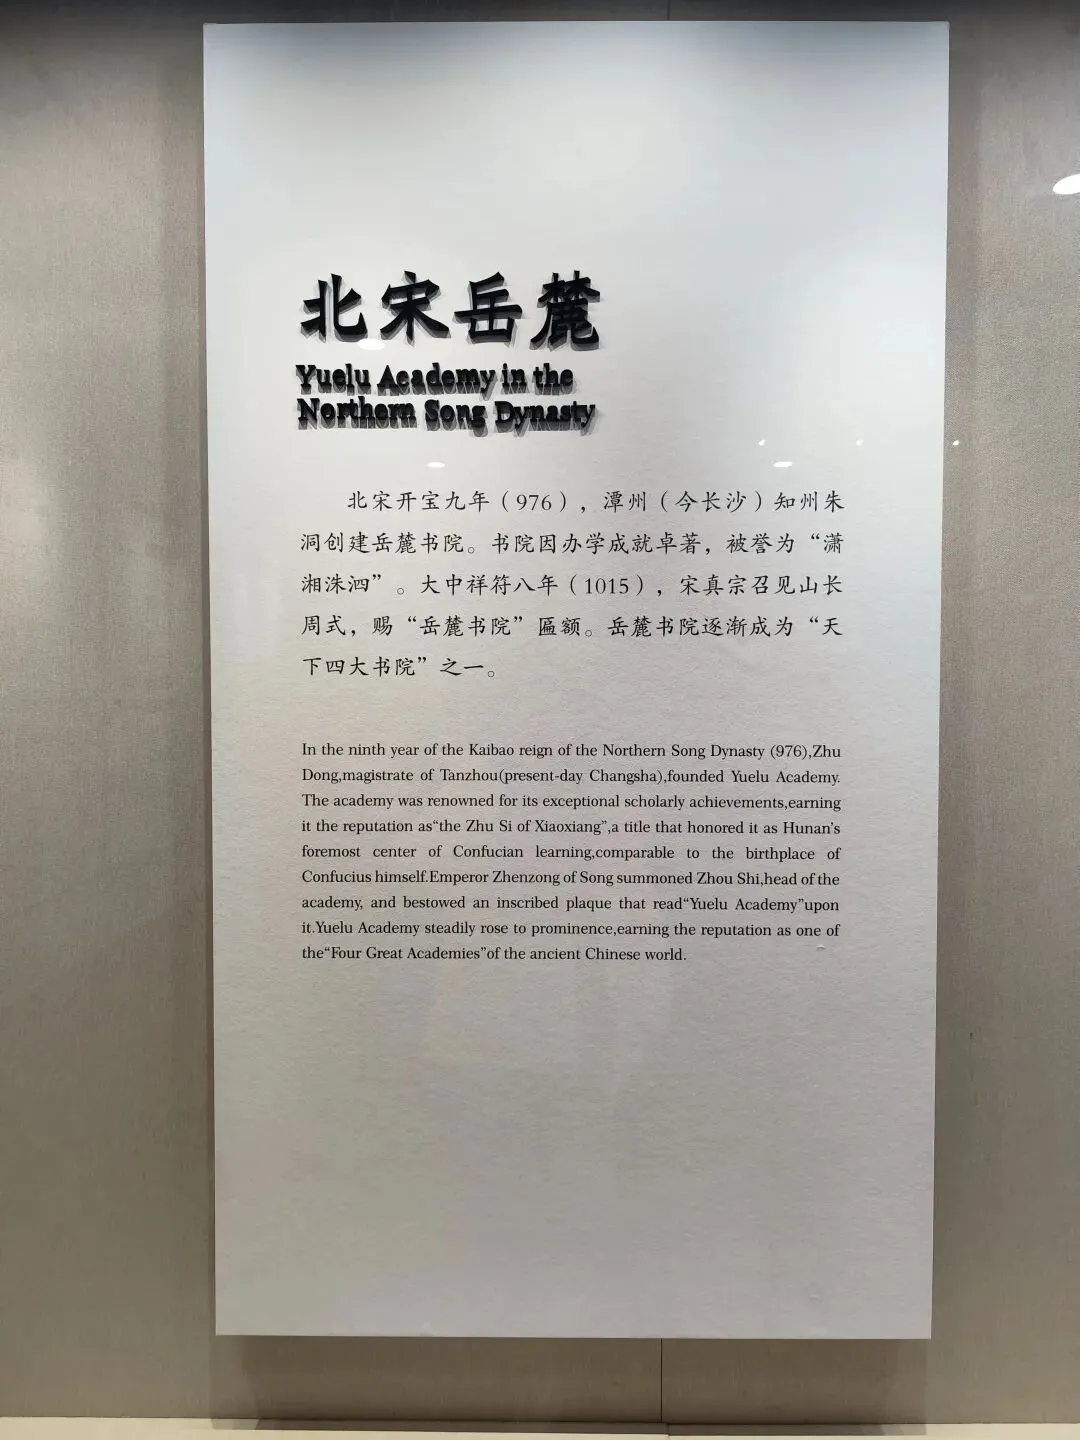 北宋岳麓
Yuelu Academy in the
Northern Song Dynasty
北宋开宝九年（976），潭州（今长沙）知州朱
洞创建岳麓书院。书院因办学成就卓著，被誉为“潇
湘洙泗”。大中祥符八年（1015），宋真宗召见山长
周式，赐“岳麓书院”匾额。岳麓书院逐渐成为“天
下四大书院”之一。
In the ninth year of the Kaibao reign of the Northern Song Dynasty (976),Zhu
Dong,magistrate of Tanzhou(present-day Changsha),founded Yuelu Academy.
The academy was renowned for its exceptional scholarly achievements,earning
it the reputation as“the Zhu Si of Xiaoxiang”,a title that honored it as Hunan’s
foremost center of Confucian learning,comparable to the birthplace of
Confucius himself.Emperor Zhenzong of Song summoned Zhou Shi,head of the
academy, and bestowed an inscribed plaque that read“Yuelu Academy”upon
it.Yuelu Academy steadily rose to prominence,earning the reputation as one of
the“Four Great Academies”of the ancient Chinese world.